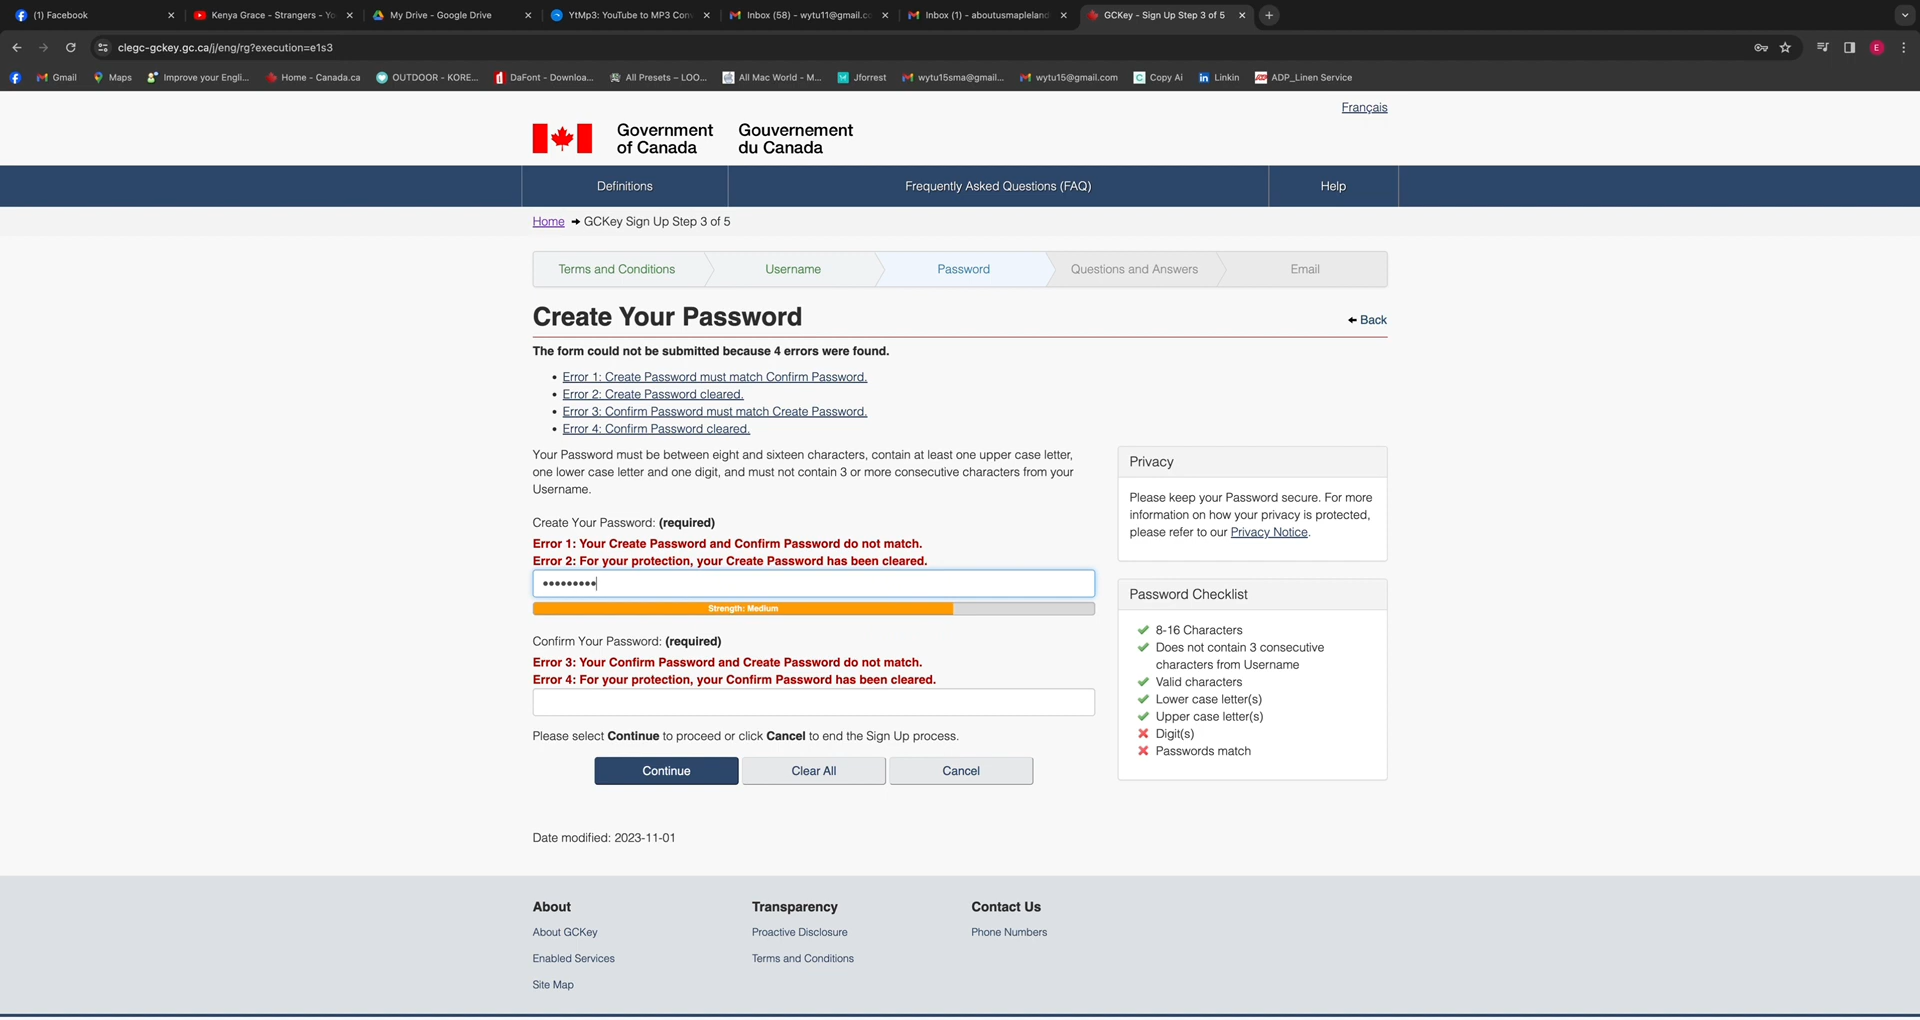 (1) Facebook
Kenya Grace - Strangers - Yo
My Drive - Google Drive
YtMp3: YouTube to MP3 Con
Inbox (58) - wytu11@gmail.co
Inbox (1) - aboutusmapleland
GCKey - Sign Up Step 3 of 5
clegc-gckey.gc.ca/j/eng/rg?execution=e1s3
E
Gmail
Maps
Improve your Engli...
Home - Canada.ca
OUTDOOR - KORE...
DaFont - Downloa...
All Presets – LOO...
All Mac World - M...
Jforrest
wytu15sma@gmail...
wytu15@gmail.com
Copy Ai
Linkin
ADP_Linen Service
Français
Government
of Canada
Gouvernement
du Canada
Definitions
Frequently Asked Questions (FAQ)
Help
Home → GCKey Sign Up Step 3 of 5
Terms and Conditions
Username
Password
Questions and Answers
Email
Create Your Password
← Back
The form could not be submitted because 4 errors were found.
• Error 1: Create Password must match Confirm Password.
• Error 2: Create Password cleared.
• Error 3: Confirm Password must match Create Password.
• Error 4: Confirm Password cleared.
Your Password must be between eight and sixteen characters, contain at least one upper case letter,
one lower case letter and one digit, and must not contain 3 or more consecutive characters from your
Username.
Create Your Password: (required)
Error 1: Your Create Password and Confirm Password do not match.
Error 2: For your protection, your Create Password has been cleared.
•••••••••
Strength: Medium
Confirm Your Password: (required)
Error 3: Your Confirm Password and Create Password do not match.
Error 4: For your protection, your Confirm Password has been cleared.
Please select Continue to proceed or click Cancel to end the Sign Up process.
Continue
Clear All
Cancel
Privacy
Please keep your Password secure. For more
information on how your privacy is protected,
please refer to our Privacy Notice.
Password Checklist
8-16 Characters
Does not contain 3 consecutive
characters from Username
Valid characters
Lower case letter(s)
Upper case letter(s)
Digit(s)
Passwords match
Date modified: 2023-11-01
About
About GCKey
Enabled Services
Site Map
Transparency
Proactive Disclosure
Terms and Conditions
Contact Us
Phone Numbers